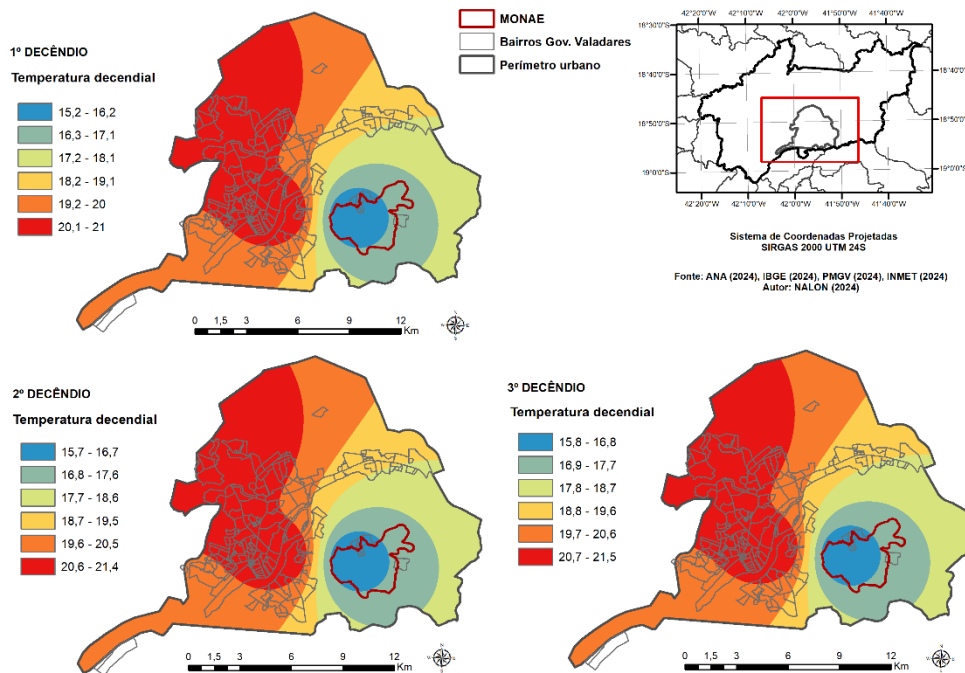 1º DECÊNDIO
Temperatura decendial
15,2 - 16,2
16,3 - 17,1
17,2 - 18,1
18,2 - 19,1
19,2 - 20
20,1 - 21
0 1,5 3 6 9 12
Km
MONAE
Bairros Gov. Valadares
Perímetro urbano
42°20'0"W 42°10'0"W 42°0'0"W 41°50'0"W
18°30'0"S
18°40'0"S 18°40'0"S
18°50'0"S 18°50'0"S
19°0'0"S 19°0'0"S
42°20'0"W 42°10'0"W 42°0'0"W 41°50'0"W 41°40'0"W
Sistema de Coordenadas Projetadas
SIRGAS 2000 UTM 24S
Fonte: ANA (2024), IBGE (2024), PMGV (2024), INMET (2024)
Autor: NALON (2024)
2º DECÊNDIO
Temperatura decendial
15,7 - 16,7
16,8 - 17,6
17,7 - 18,6
18,7 - 19,5
19,6 - 20,5
20,6 - 21,4
0 1,5 3 6 9 12
Km
3º DECÊNDIO
Temperatura decendial
15,8 - 16,8
16,9 - 17,7
17,8 - 18,7
18,8 - 19,6
19,7 - 20,6
20,7 - 21,5
0 1,5 3 6 9 12
Km